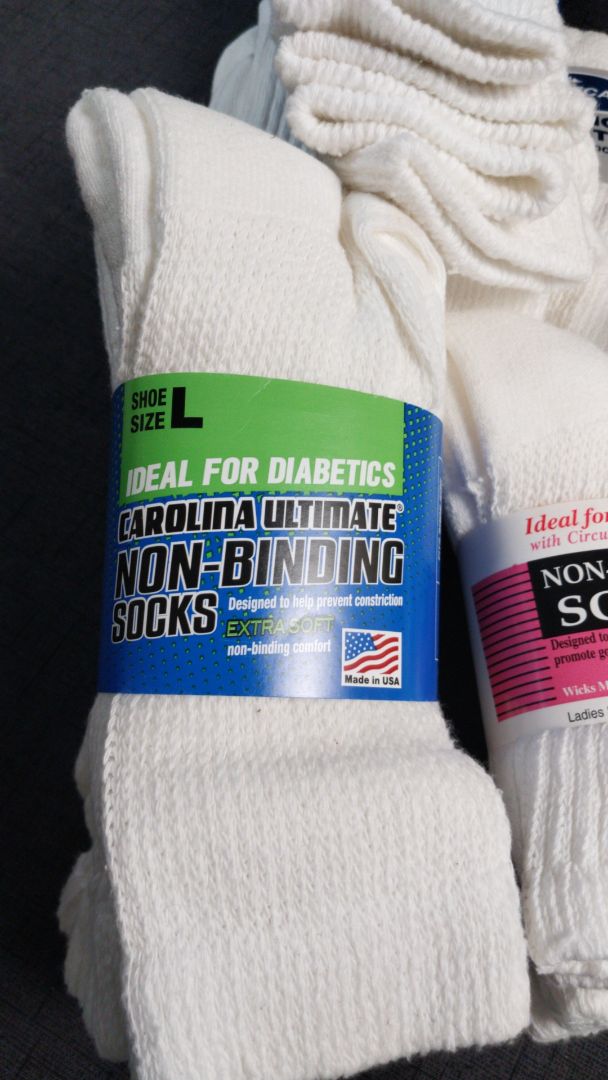 SHOE
SIZE L
IDEAL FOR DIABETICS
CAROLINA ULTIMATE®
NON-BINDING
SOCKS
Designed to help prevent constriction
EXTRA SOFT
non-binding comfort
Made in USA
Ideal for
with Circu
NON-
SO
Designed to
promote go
Wicks M
Ladies